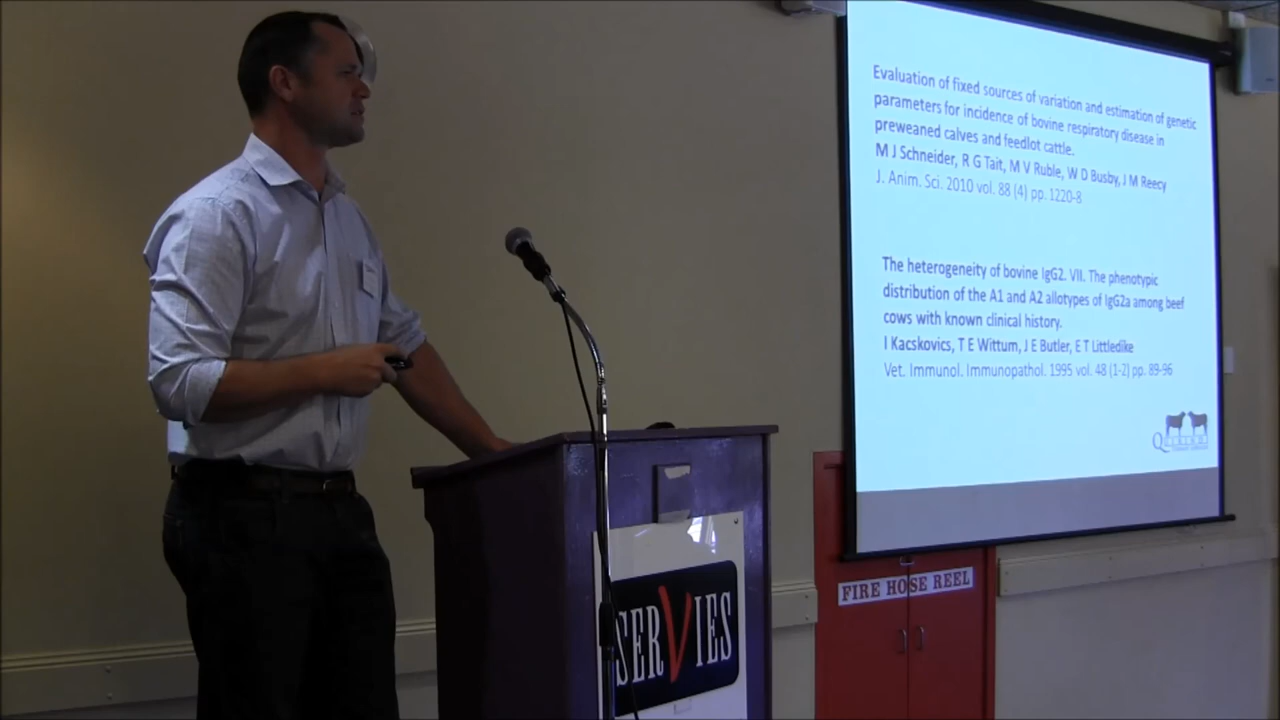 Evaluation of fixed sources of variation and estimation of genetic
parameters for incidence of bovine respiratory disease in
preweaned calves and feedlot cattle.
M J Schneider, R G Tait, M V Ruble, W D Busby, J M Reecy
J. Anim. Sci. 2010 vol. 88 (4) pp. 1220-8
The heterogeneity of bovine IgG2. VII. The phenotypic
distribution of the A1 and A2 allotypes of IgG2a among beef
cows with known clinical history.
I Kacskovics, T E Wittum, J E Butler, E T Littledike
Vet. Immunol. Immunopathol. 1995 vol. 48 (1-2) pp. 89-96
FIRE HOSE REEL
SERVIES